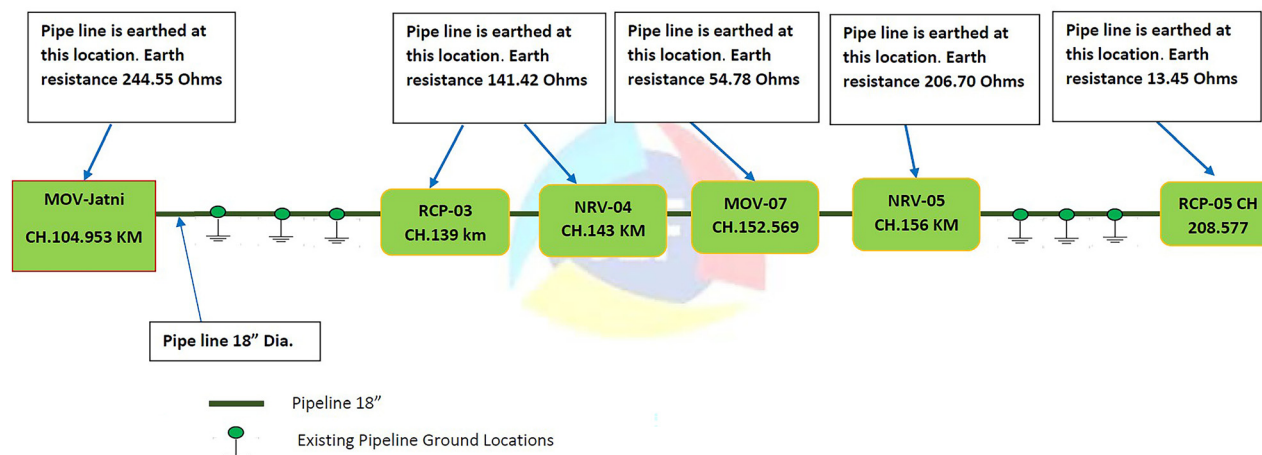 Pipe line is earthed at
this location. Earth
resistance 244.55 Ohms
Pipe line is earthed at
this location. Earth
resistance 141.42 Ohms
Pipe line is earthed at
this location. Earth
resistance 54.78 Ohms
Pipe line is earthed at
this location. Earth
resistance 206.70 Ohms
Pipe line is earthed at
this location. Earth
resistance 13.45 Ohms
MOV-Jatni
CH.104.953 KM
RCP-03
CH.139 km
NRV-04
CH.143 KM
MOV-07
CH.152.569
NRV-05
CH.156 KM
RCP-05 CH
208.577
Pipe line 18” Dia.
Pipeline 18”
Existing Pipeline Ground Locations